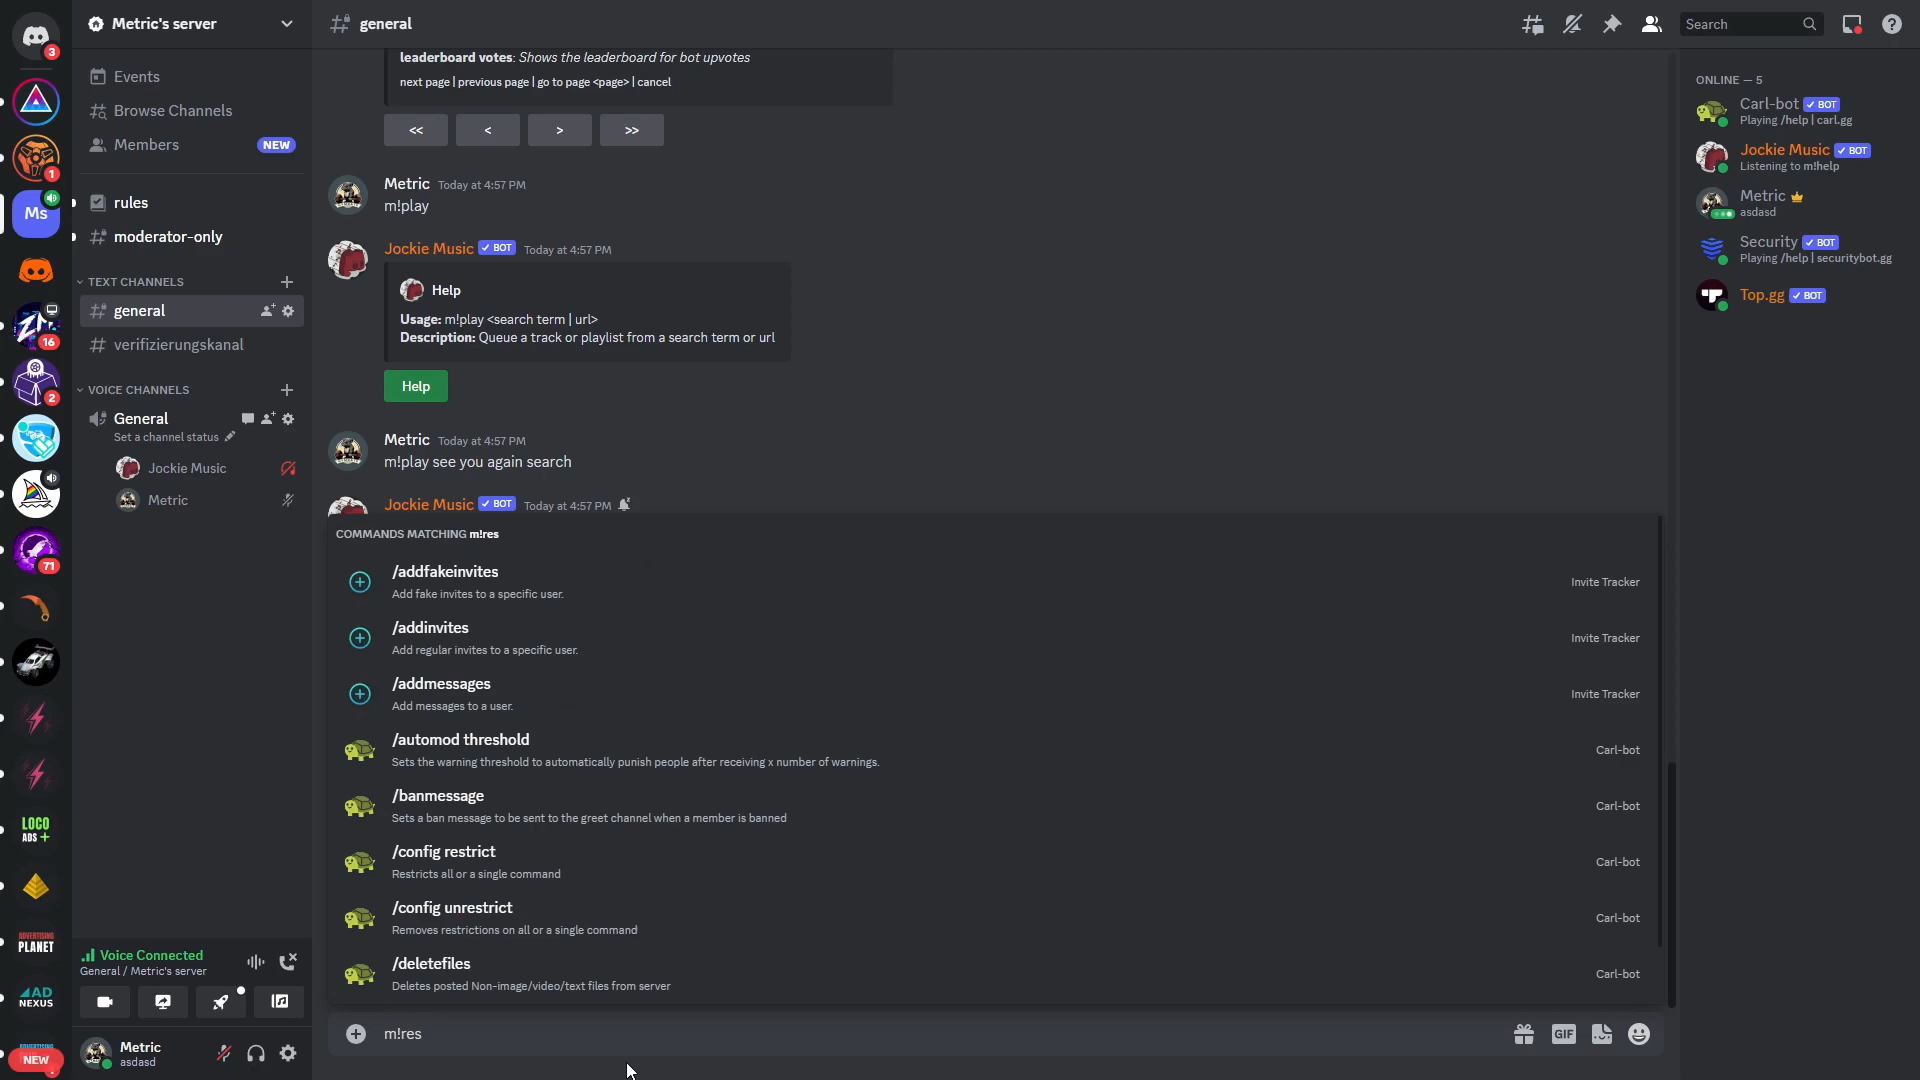 3
1
Ms
16
2
71
LOCO
ADS +
ADVERTISING
PLANET
AD
NEXUS
NEW
Metric's server
Events
Browse Channels
Members
NEW
rules
moderator-only
TEXT CHANNELS
general
verifizierungskanal
VOICE CHANNELS
General
Set a channel status
Jockie Music
Metric
Voice Connected
General / Metric's server
Metric
asdasd
general
Search
leaderboard votes: Shows the leaderboard for bot upvotes
next page | previous page | go to page <page> | cancel
<< < > >>
Metric Today at 4:57 PM
m!play
Jockie Music BOT Today at 4:57 PM
Help
Usage: m!play <search term | url>
Description: Queue a track or playlist from a search term or url
Help
Metric Today at 4:57 PM
m!play see you again search
Jockie Music BOT Today at 4:57 PM
COMMANDS MATCHING m!res
/addfakeinvites
Add fake invites to a specific user.
Invite Tracker
/addinvites
Add regular invites to a specific user.
Invite Tracker
/addmessages
Add messages to a user.
Invite Tracker
/automod threshold
Sets the warning threshold to automatically punish people after receiving x number of warnings.
Carl-bot
/banmessage
Sets a ban message to be sent to the greet channel when a member is banned
Carl-bot
/config restrict
Restricts all or a single command
Carl-bot
/config unrestrict
Removes restrictions on all or a single command
Carl-bot
/deletefiles
Deletes posted Non-image/video/text files from server
Carl-bot
m!res
GIF
ONLINE — 5
Carl-bot BOT
Playing /help | carl.gg
Jockie Music BOT
Listening to m!help
Metric
asdasd
Security BOT
Playing /help | securitybot.gg
Top.gg BOT